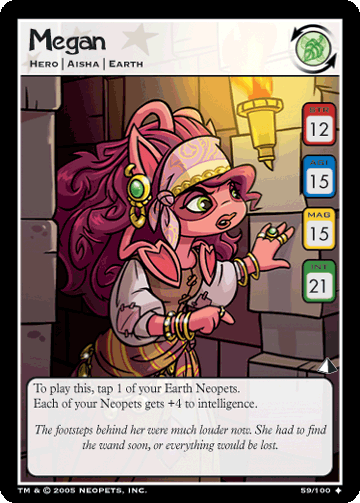 Megan
Hero | Aisha | Earth
STR
12
AGI
15
MAG
15
INT
21
To play this, tap 1 of your Earth Neopets.
Each of your Neopets gets +4 to intelligence.
The footsteps behind her were much louder now. She had to find
the wand soon, or everything would be lost.
TM & © 2005 NEOPETS, INC.
59/100